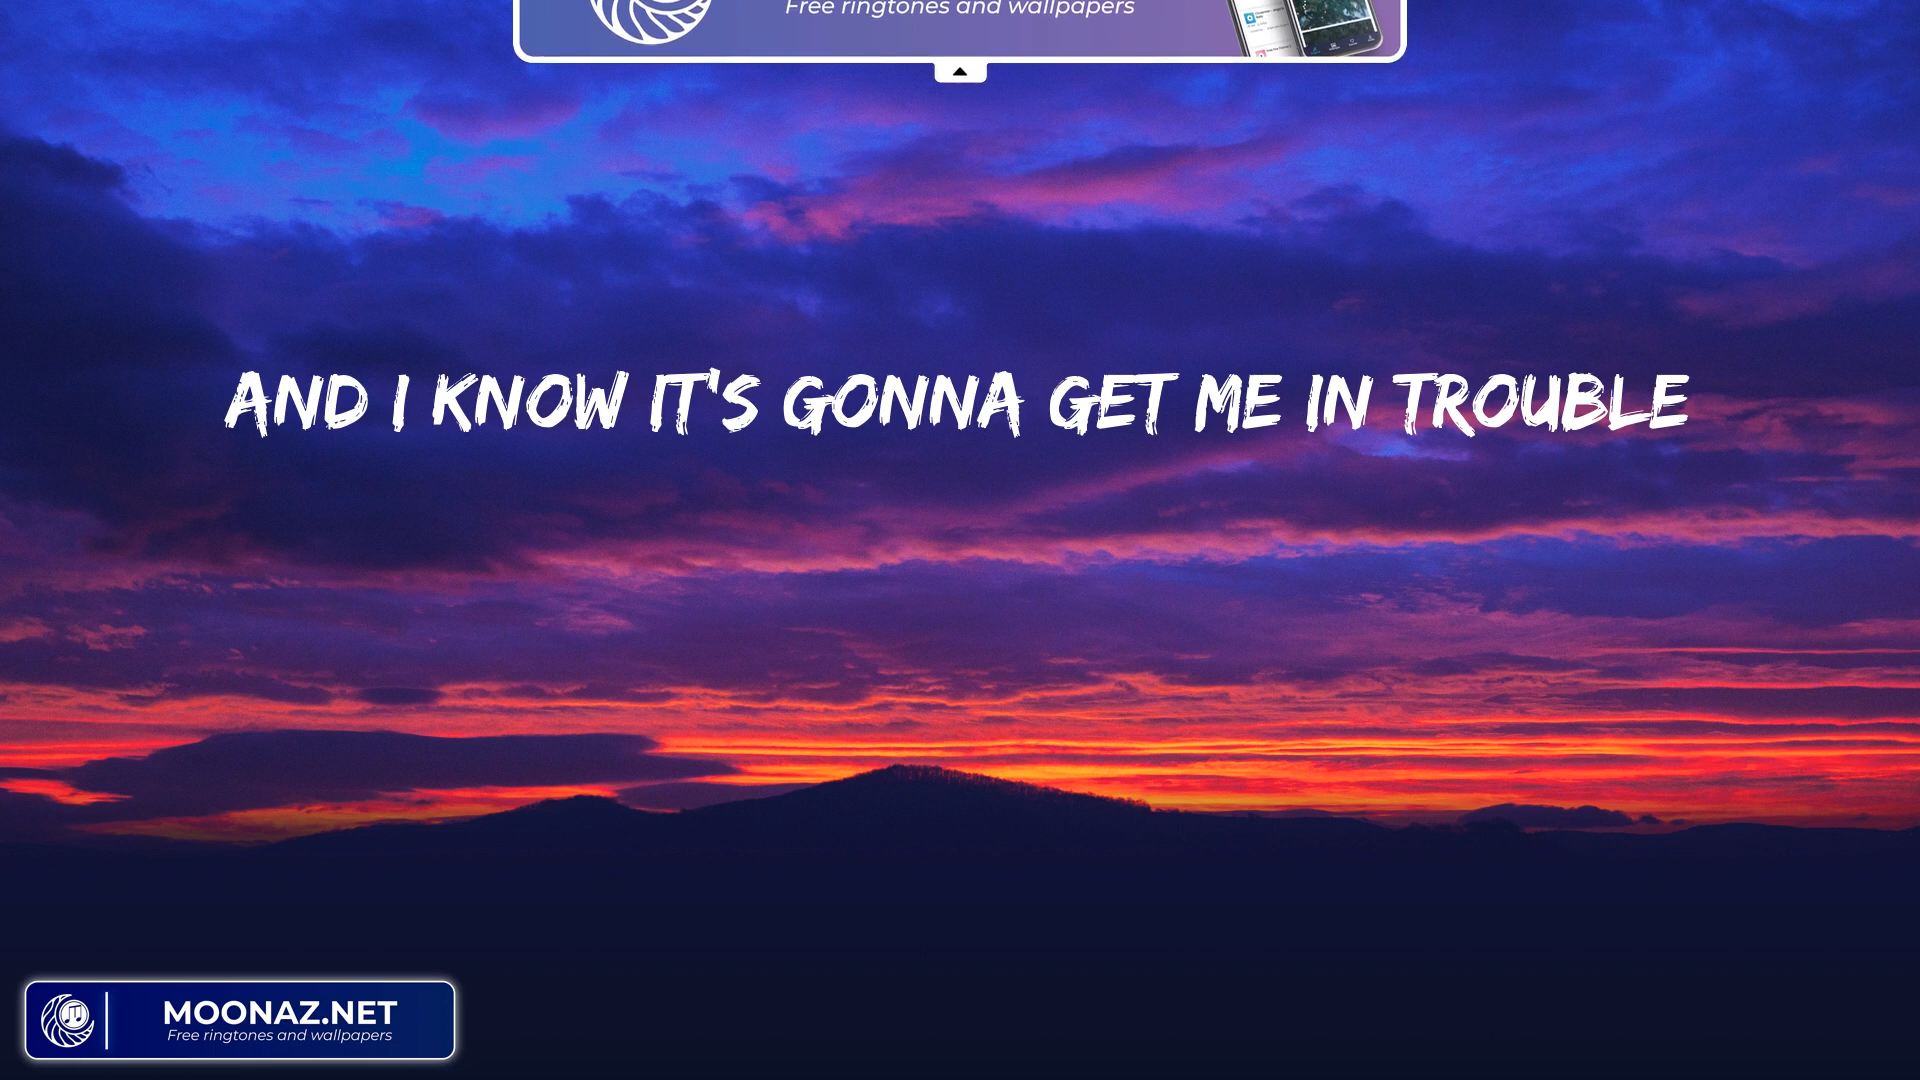 Free ringtones and wallpapers
AND I KNOW IT'S GONNA GET ME IN TROUBLE
MOONAZ.NET
Free ringtones and wallpapers